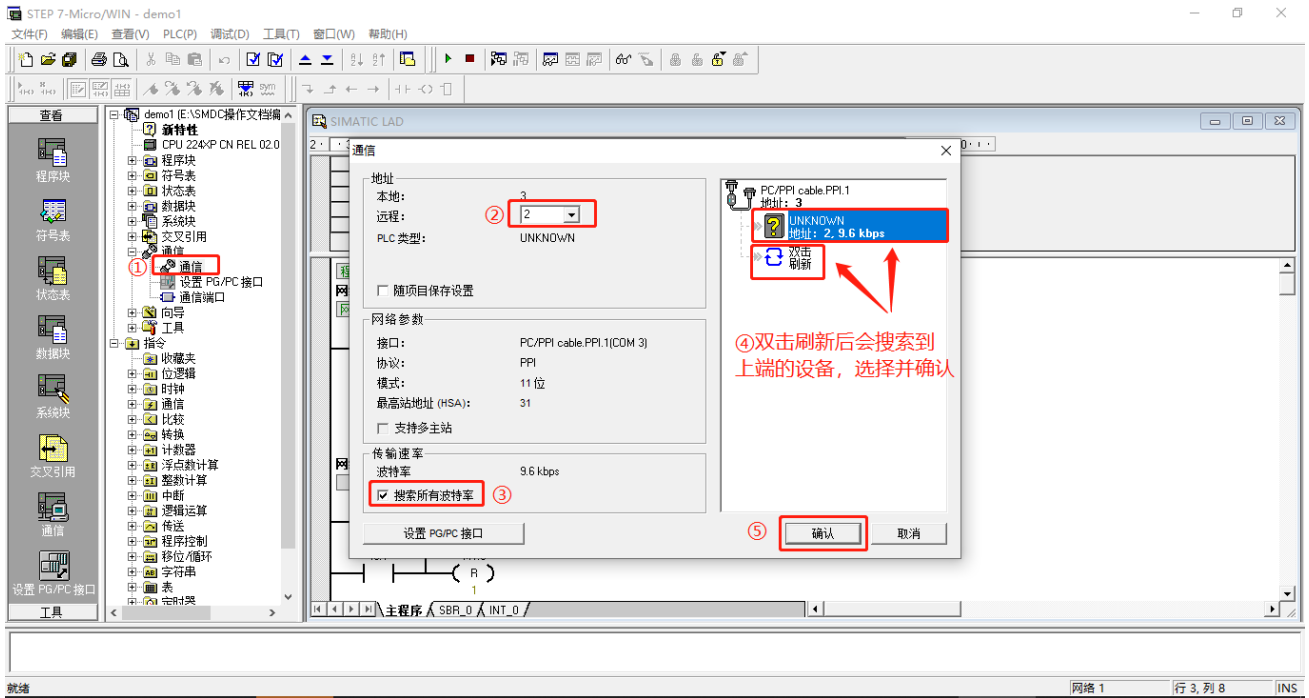 STEP 7-Micro/WIN - demo1
文件(F) 编辑(E) 查看(V) PLC(P) 调试(D) 工具(T) 窗口(W) 帮助(H)
查看
程序块
符号表
状态表
数据块
系统块
交叉引用
通信
设置 PG/PC 接口
工具
demo1 (E:\SMDC操作文档编
新特性
CPU 224XP CN REL 02.0
程序块
符号表
状态表
数据块
系统块
交叉引用
通信
① 通信
设置 PG/PC 接口
通信端口
向导
工具
指令
收藏夹
位逻辑
时钟
通信
比较
转换
计数器
浮点数计算
整数计算
中断
逻辑运算
传送
程序控制
移位/循环
字符串
表
定时器
SIMATIC LAD
通信
地址
本地: 3
远程: ② 2
PLC 类型: UNKNOWN
随项目保存设置
网络参数
接口: PC/PPI cable.PPI.1(COM 3)
协议: PPI
模式: 11 位
最高站地址 (HSA): 31
支持多主站
传输速率
波特率 9.6 kbps
搜索所有波特率 ③
设置 PG/PC 接口
PC/PPI cable.PPI.1
地址: 3
UNKNOWN
地址: 2, 9.6 kbps
双击
刷新
④双击刷新后会搜索到
上端的设备，选择并确认
⑤ 确认 取消
R
1
主程序 SBR_0 INT_0
就绪 网络 1 行 3, 列 8 INS